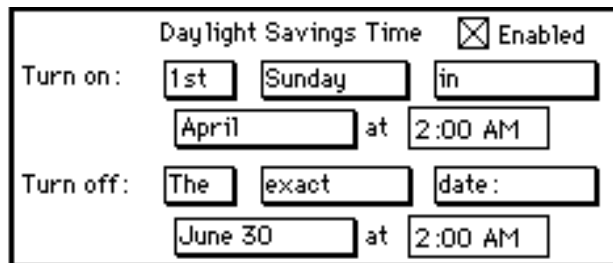 Daylight Savings Time Enabled
Turn on: 1st Sunday in
April at 2:00 AM
Turn off: The exact date:
June 30 at 2:00 AM